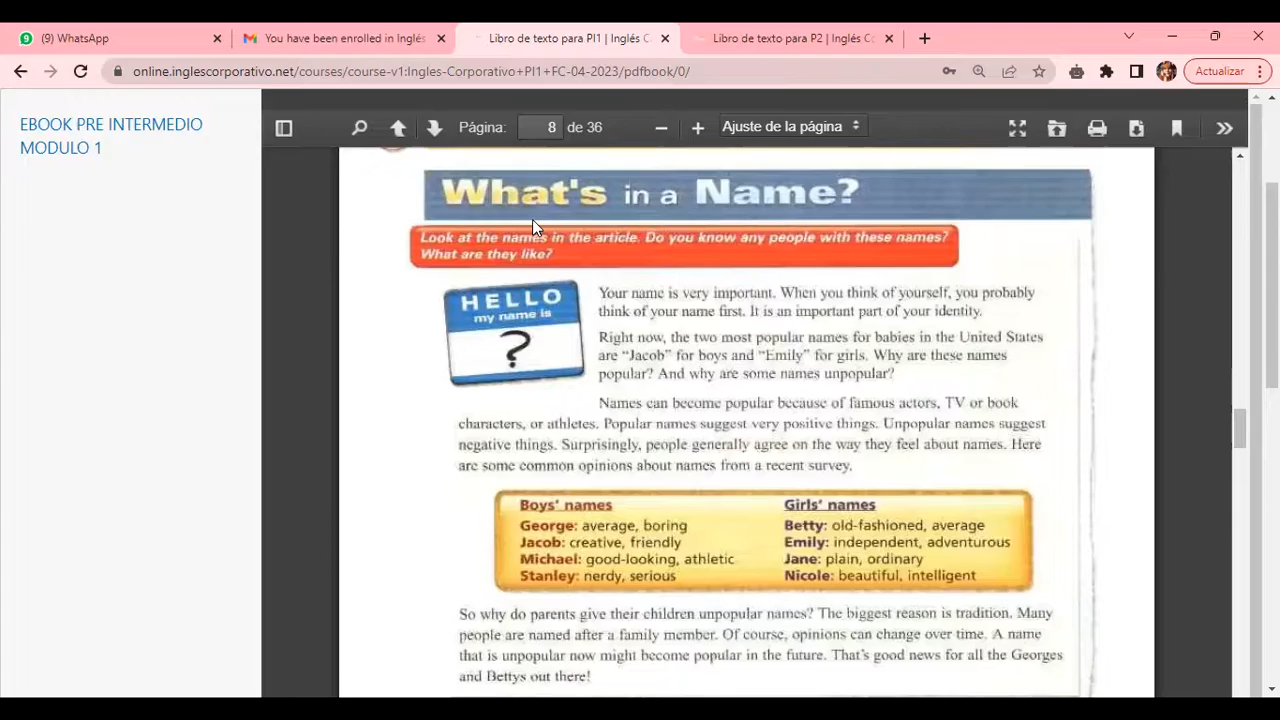 (9) WhatsApp
You have been enrolled in Inglés
Libro de texto para PI1 | Inglés C
Libro de texto para P2 | Inglés C
online.inglescorporativo.net/courses/course-v1:Ingles-Corporativo+PI1+FC-04-2023/pdfbook/0/
Actualizar
EBOOK PRE INTERMEDIO
MODULO 1
Página: 8 de 36
Ajuste de la página
What's in a Name?
Look at the names in the article. Do you know any people with these names?
What are they like?
HELLO
my name is
?
Your name is very important. When you think of yourself, you probably
think of your name first. It is an important part of your identity.
Right now, the two most popular names for babies in the United States
are “Jacob” for boys and “Emily” for girls. Why are these names
popular? And why are some names unpopular?
Names can become popular because of famous actors, TV or book
characters, or athletes. Popular names suggest very positive things. Unpopular names suggest
negative things. Surprisingly, people generally agree on the way they feel about names. Here
are some common opinions about names from a recent survey.
Boys' names
George: average, boring
Jacob: creative, friendly
Michael: good-looking, athletic
Stanley: nerdy, serious
Girls' names
Betty: old-fashioned, average
Emily: independent, adventurous
Jane: plain, ordinary
Nicole: beautiful, intelligent
So why do parents give their children unpopular names? The biggest reason is tradition. Many
people are named after a family member. Of course, opinions can change over time. A name
that is unpopular now might become popular in the future. That's good news for all the Georges
and Bettys out there!